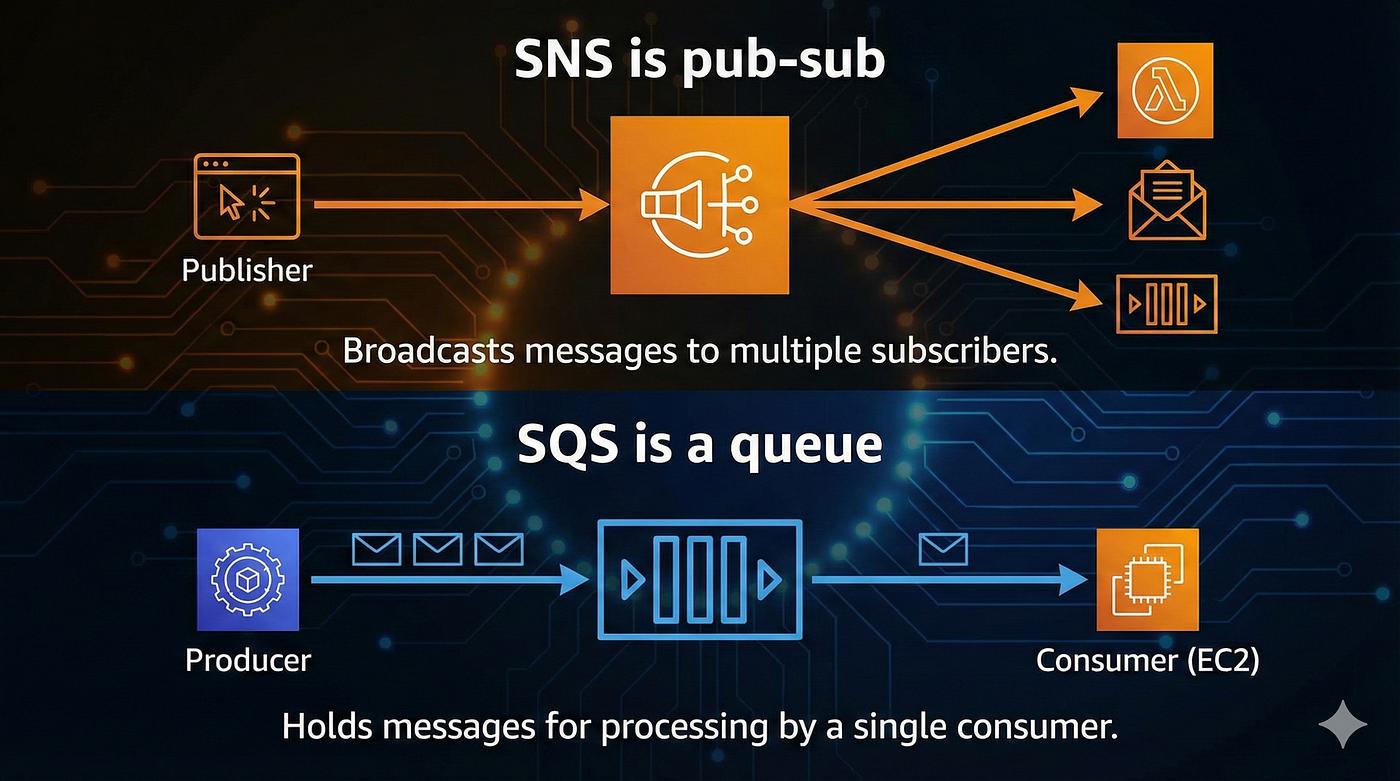 SNS is pub-sub
Publisher
Broadcasts messages to multiple subscribers.
SQS is a queue
Producer
Consumer (EC2)
Holds messages for processing by a single consumer.